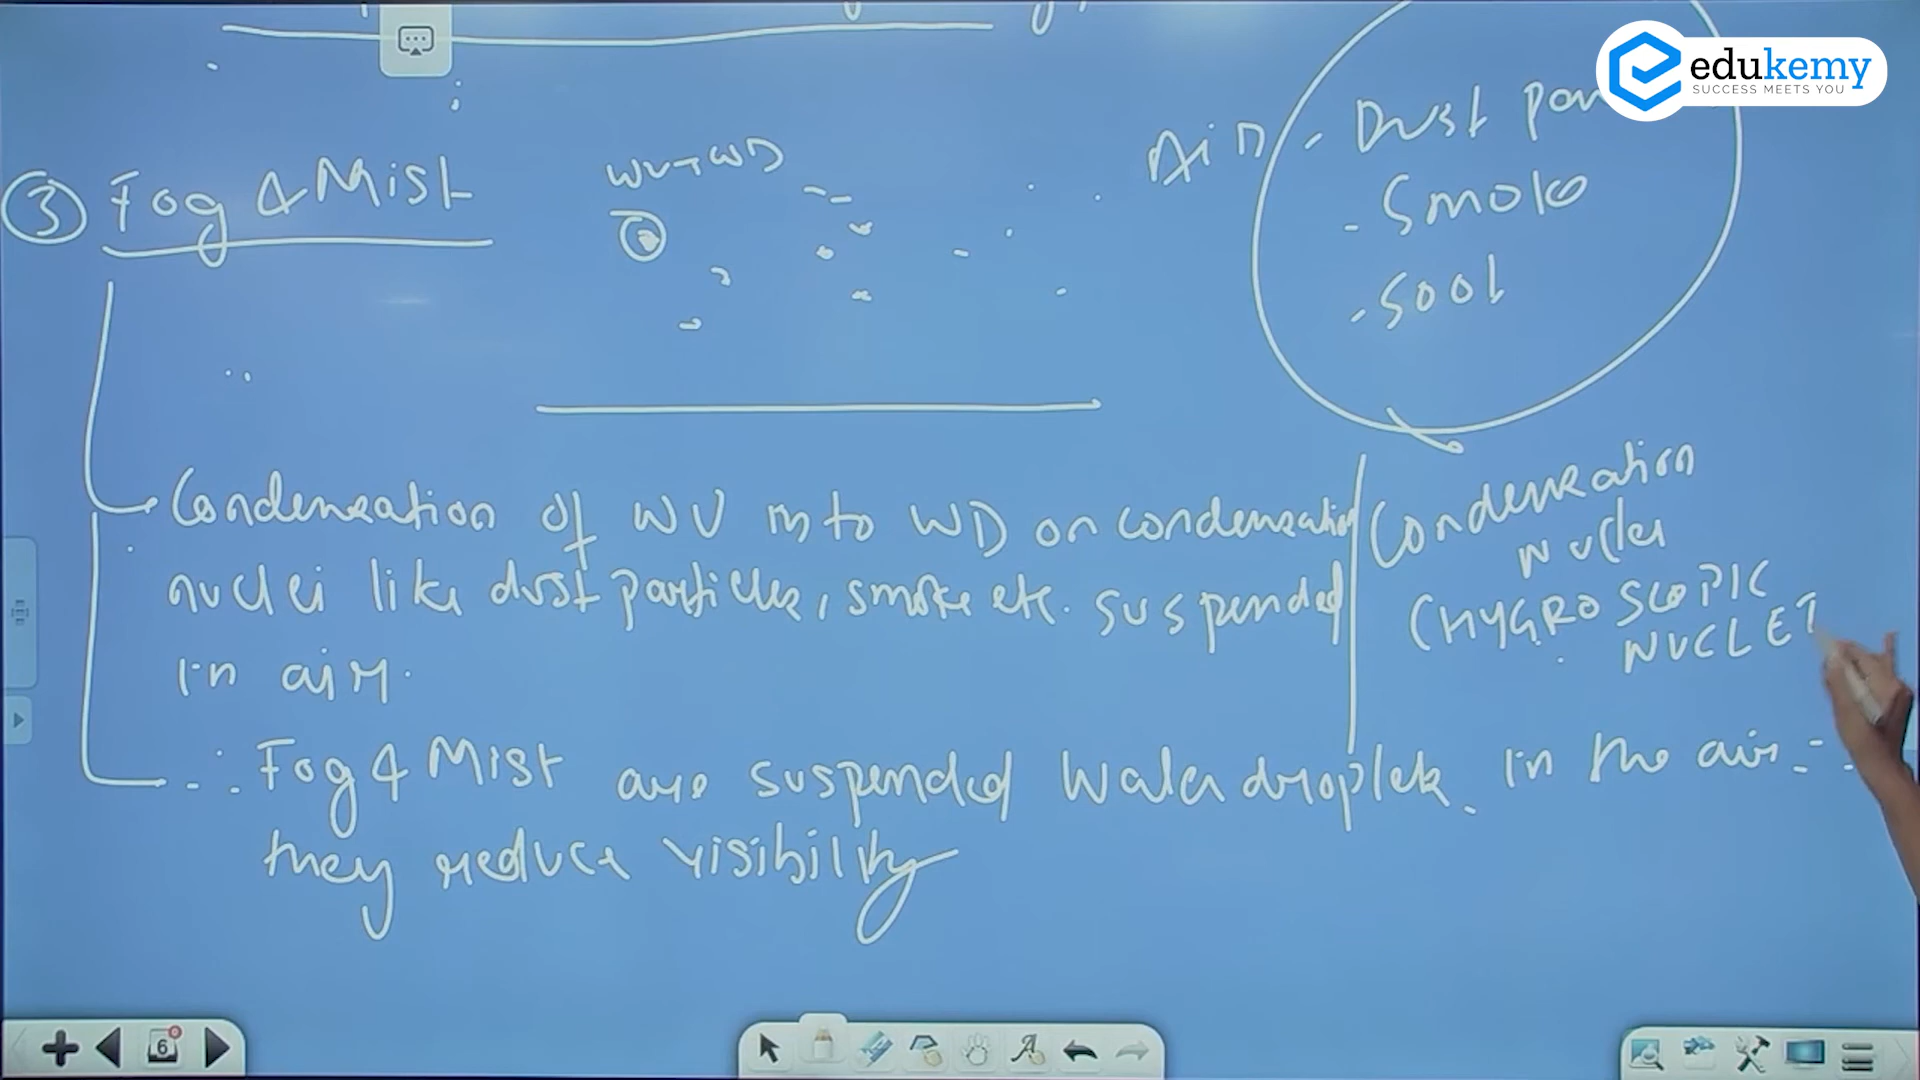 edukemy
SUCCESS MEETS YOU
③ Fog & Mist
WV→WD
Air
- Dust par
- Smoke
- Soot
Condensation of WV into WD on condensation
nuclei like dust particles, smoke etc. suspended
in air.
Condensation
nuclei
(HYGROSCOPIC
NUCLEI
∴ Fog & Mist are suspended water droplets in the air ∴
they reduce visibility
6